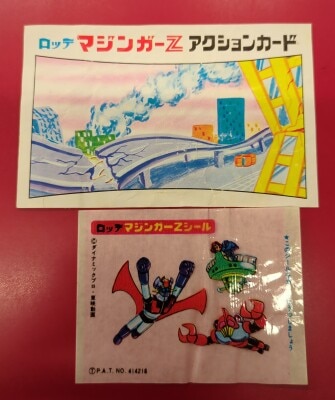 ロッテ マジンガーZ アクションカード
ロッテ マジンガーZシール
©ダイナミックプロ・東映動画
Ⓣ P.A.T. NO. 414218